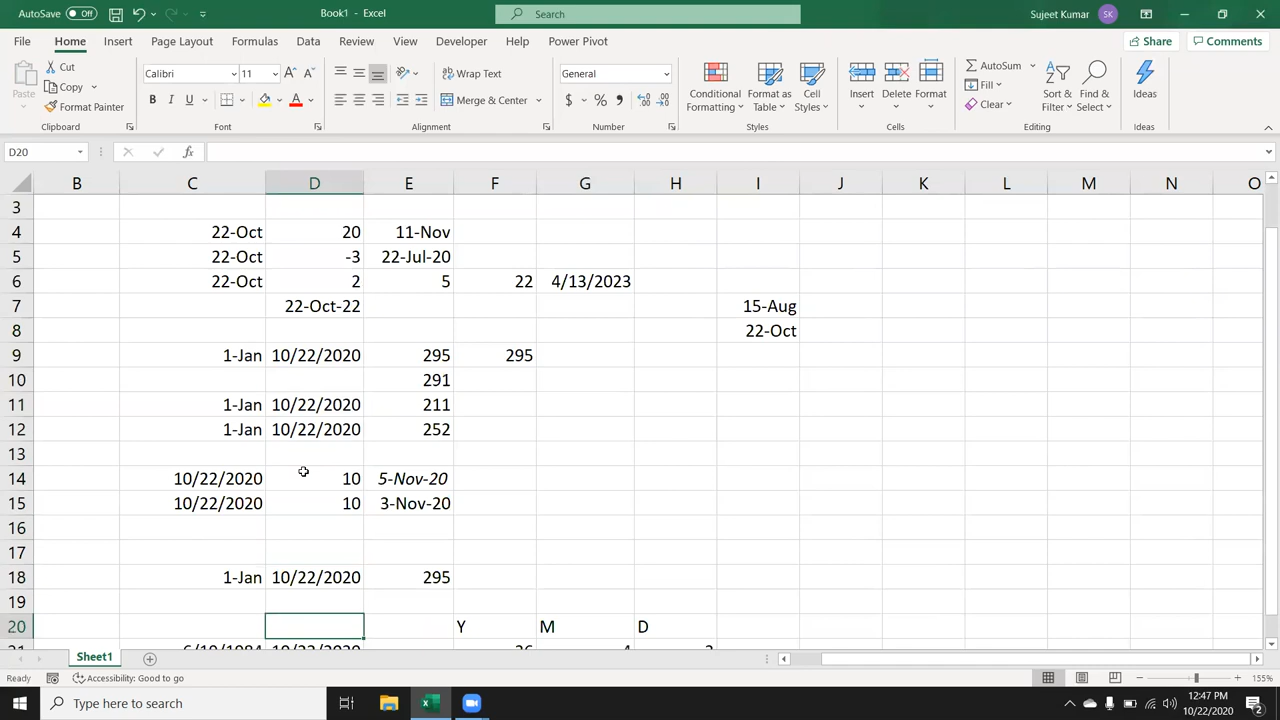 AutoSave Off Book1 - Excel Search Sujeet Kumar SK
File Home Insert Page Layout Formulas Data Review View Developer Help Power Pivot Share Comments
Paste Cut Copy Format Painter Clipboard
Calibri 11 B I U Font
Wrap Text Merge & Center Alignment
General $ % Number
Conditional Formatting Format as Table Cell Styles Styles
Insert Delete Format Cells
AutoSum Fill Clear Sort & Filter Find & Select Editing
Ideas Ideas
D20 fx
B C D E F G H I J K L M N O
3
4 22-Oct 20 11-Nov
5 22-Oct -3 22-Jul-20
6 22-Oct 2 5 22 4/13/2023
7 22-Oct-22 15-Aug
8 22-Oct
9 1-Jan 10/22/2020 295 295
10 291
11 1-Jan 10/22/2020 211
12 1-Jan 10/22/2020 252
13
14 10/22/2020 10 5-Nov-20
15 10/22/2020 10 3-Nov-20
16
17
18 1-Jan 10/22/2020 295
19
20 Y M D
Sheet1
Ready Accessibility: Good to go 155%
Type here to search 12:47 PM
10/22/2020 2